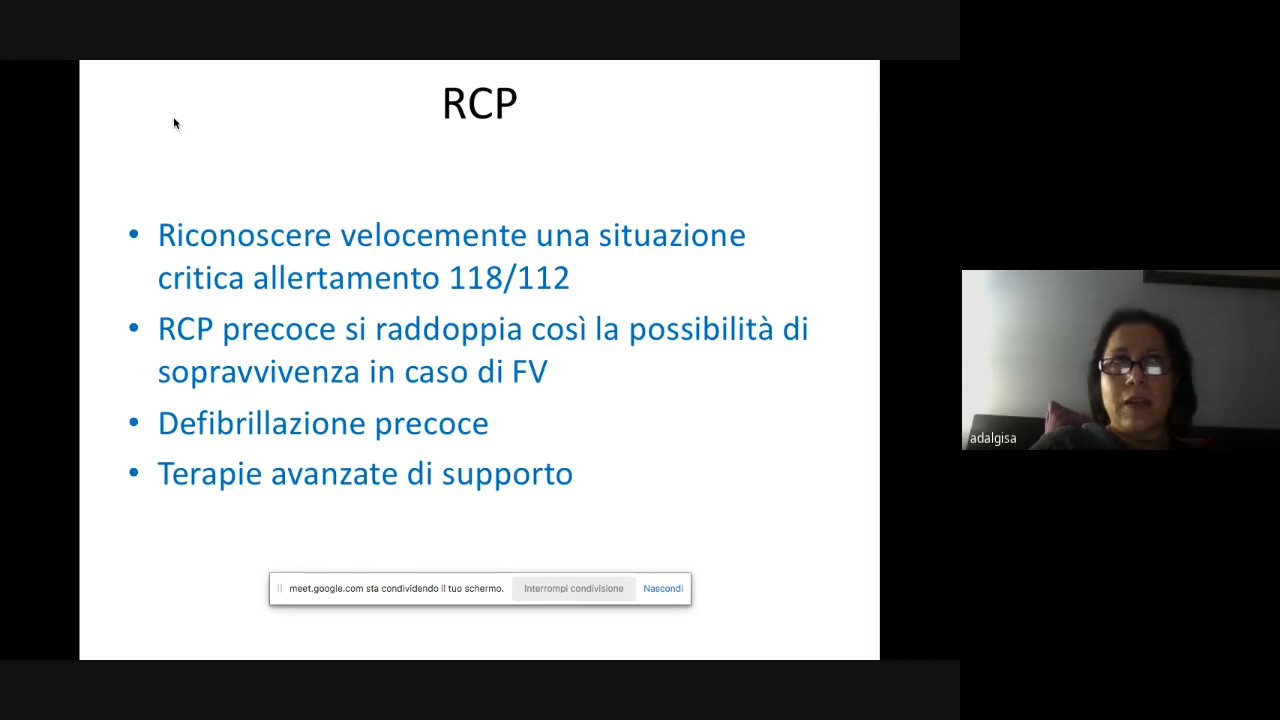 RCP
• Riconoscere velocemente una situazione
critica allertamento 118/112
• RCP precoce si raddoppia così la possibilità di
sopravvivenza in caso di FV
• Defibrillazione precoce
• Terapie avanzate di supporto
meet.google.com sta condividendo il tuo schermo. Interrompi condivisione Nascondi
adalgisa